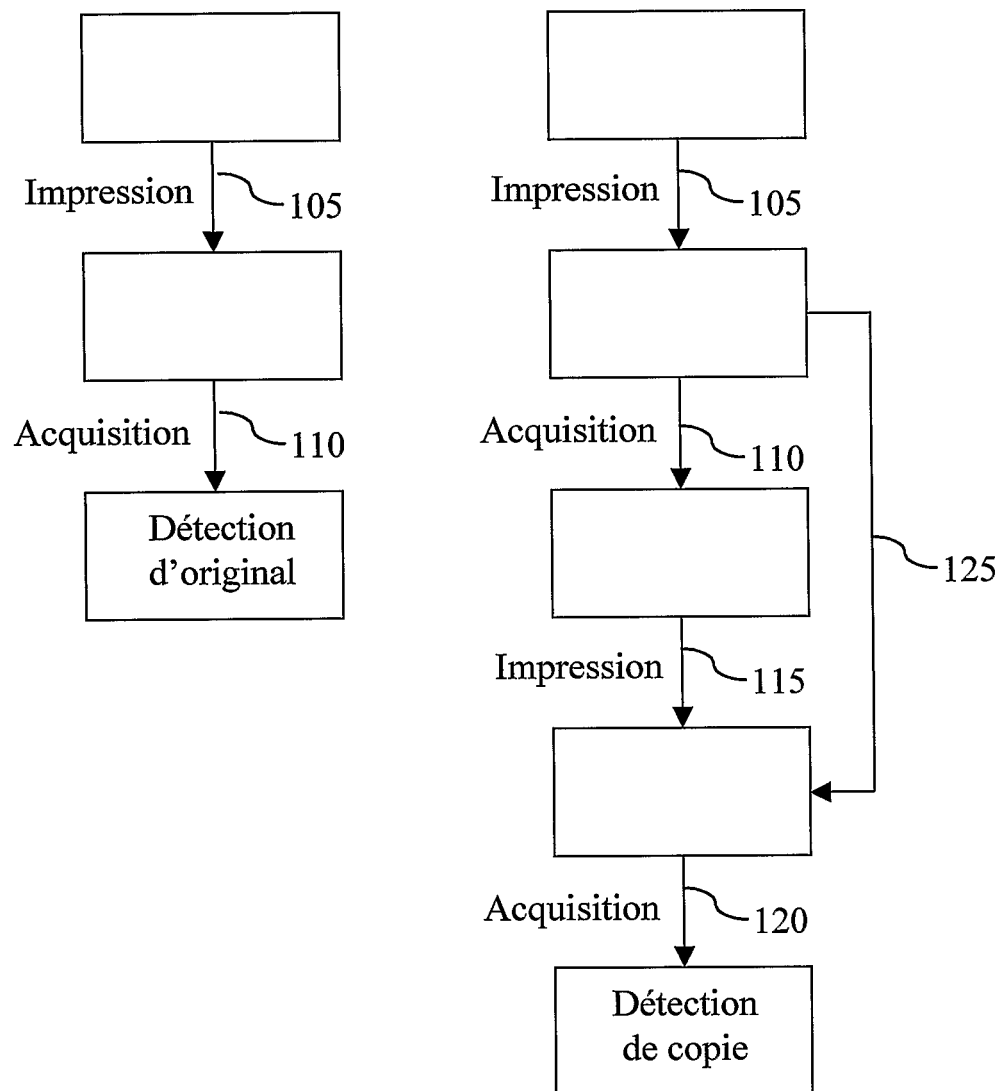 Impression
105
Acquisition
110
Détection
d’original
Impression
105
Acquisition
110
125
Impression
115
Acquisition
120
Détection
de copie